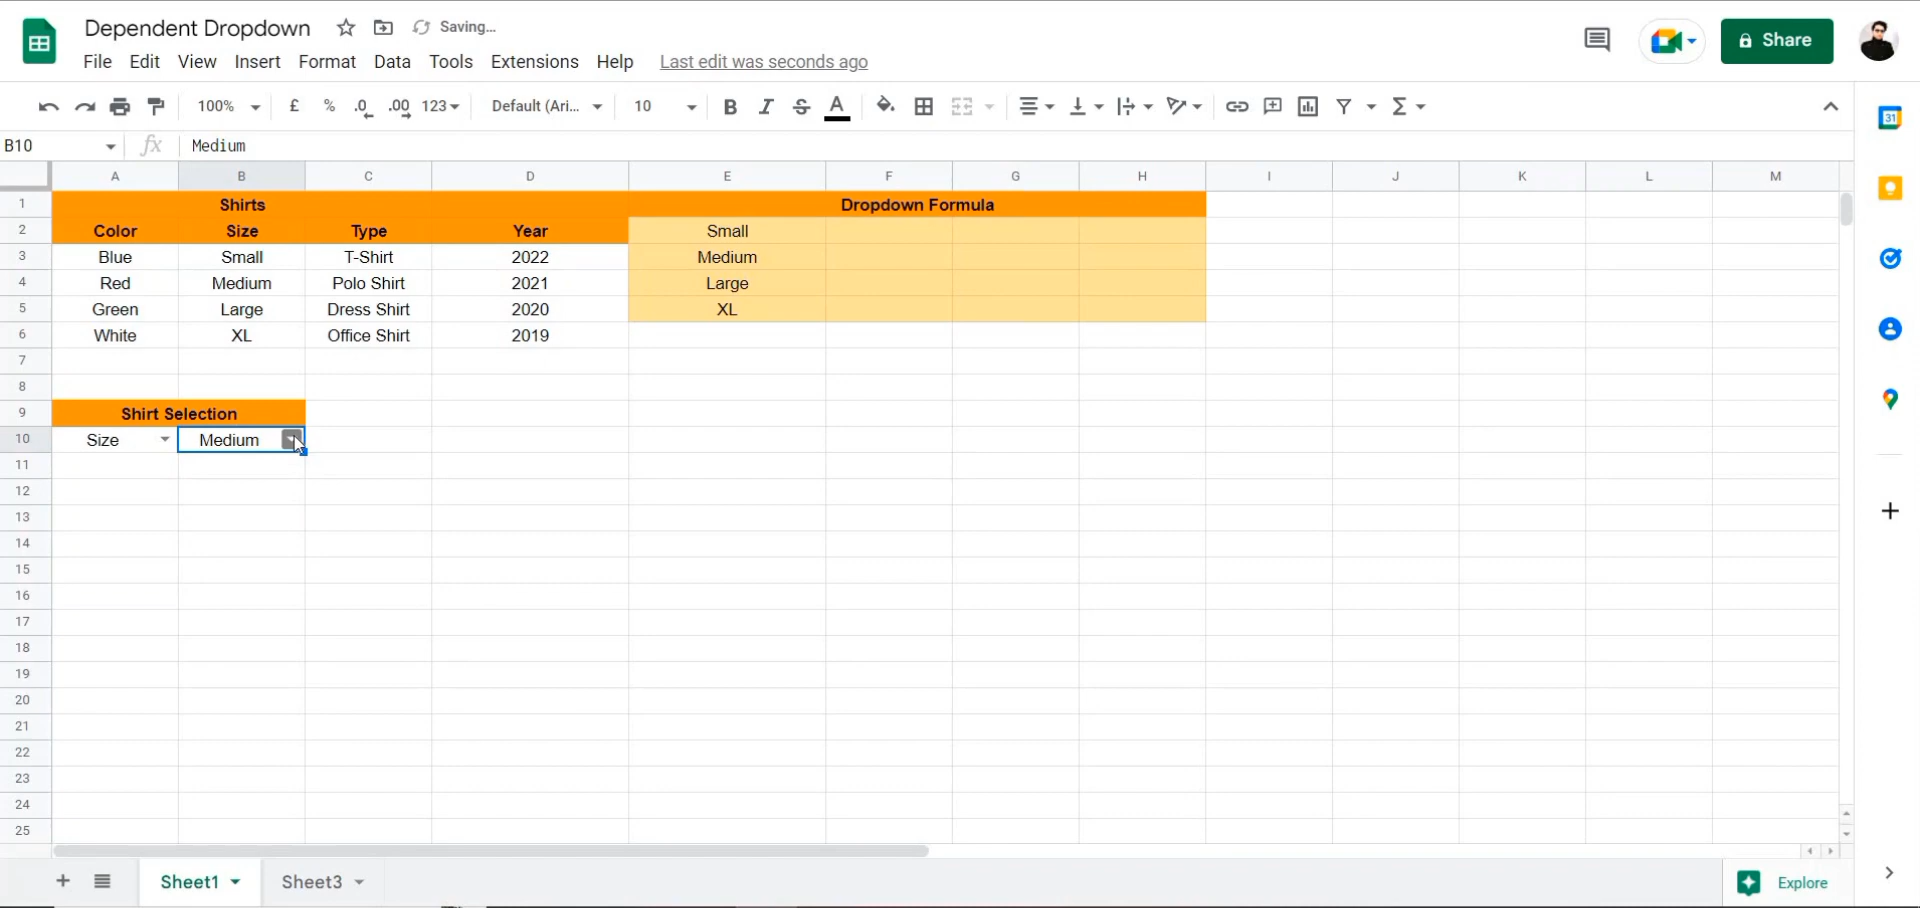 Dependent Dropdown Saving...
File Edit View Insert Format Data Tools Extensions Help Last edit was seconds ago
Share
100% £ % .0 .00 123 Default (Ari... 10 B I S A
31
B10 fx Medium
A B C D E F G H I J K L M
1 Shirts Dropdown Formula
2 Color Size Type Year Small
3 Blue Small T-Shirt 2022 Medium
4 Red Medium Polo Shirt 2021 Large
5 Green Large Dress Shirt 2020 XL
6 White XL Office Shirt 2019
7
8
9 Shirt Selection
10 Size Medium
11
12
13
14
15
16
17
18
19
20
21
22
23
24
25
Sheet1 Sheet3 Explore